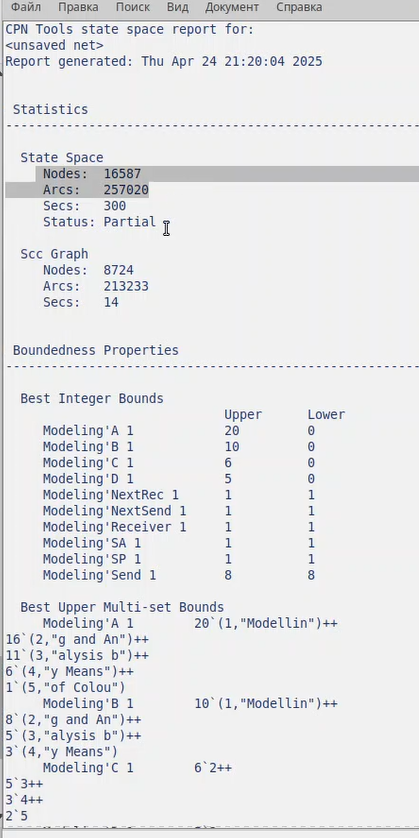 Файл Правка Поиск Вид Документ Справка
CPN Tools state space report for:
<unsaved net>
Report generated: Thu Apr 24 21:20:04 2025
Statistics
------------------------------------------------------------------------
State Space
Nodes: 16587
Arcs: 257020
Secs: 300
Status: Partial
Scc Graph
Nodes: 8724
Arcs: 213233
Secs: 14
Boundedness Properties
------------------------------------------------------------------------
Best Integer Bounds
Upper Lower
Modeling'A 1 20 0
Modeling'B 1 10 0
Modeling'C 1 6 0
Modeling'D 1 5 0
Modeling'NextRec 1 1 1
Modeling'NextSend 1 1 1
Modeling'Receiver 1 1 1
Modeling'SA 1 1 1
Modeling'SP 1 1 1
Modeling'Send 1 8 8
Best Upper Multi-set Bounds
Modeling'A 1 20`(1,"Modellin")++
16`(2,"g and An")++
11`(3,"alysis b")++
6`(4,"y Means")++
1`(5,"of Colou")
Modeling'B 1 10`(1,"Modellin")++
8`(2,"g and An")++
5`(3,"alysis b")++
3`(4,"y Means")
Modeling'C 1 6`2++
5`3++
3`4++
2`5